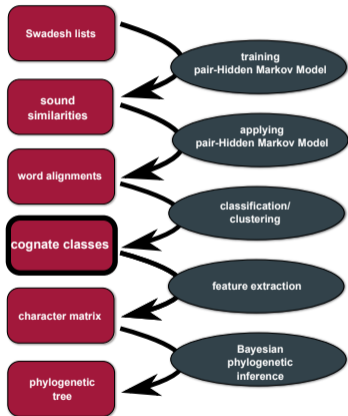 Swadesh lists
training
pair-Hidden Markov Model
sound
similarities
applying
pair-Hidden Markov Model
word alignments
classification/
clustering
cognate classes
feature extraction
character matrix
Bayesian
phylogenetic
inference
phylogenetic
tree